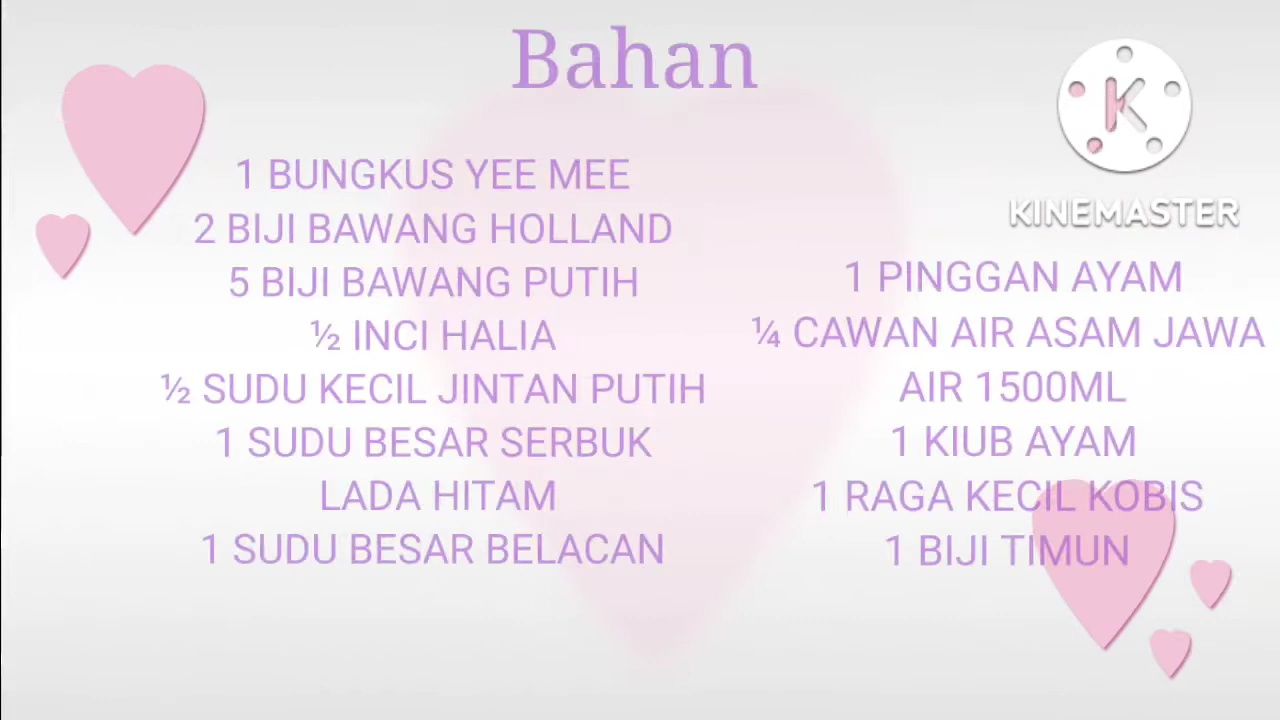 Bahan
1 BUNGKUS YEE MEE
2 BIJI BAWANG HOLLAND
5 BIJI BAWANG PUTIH
½ INCI HALIA
½ SUDU KECIL JINTAN PUTIH
1 SUDU BESAR SERBUK
LADA HITAM
1 SUDU BESAR BELACAN
K
KINEMASTER
1 PINGGAN AYAM
¼ CAWAN AIR ASAM JAWA
AIR 1500ML
1 KIUB AYAM
1 RAGA KECIL KOBIS
1 BIJI TIMUN